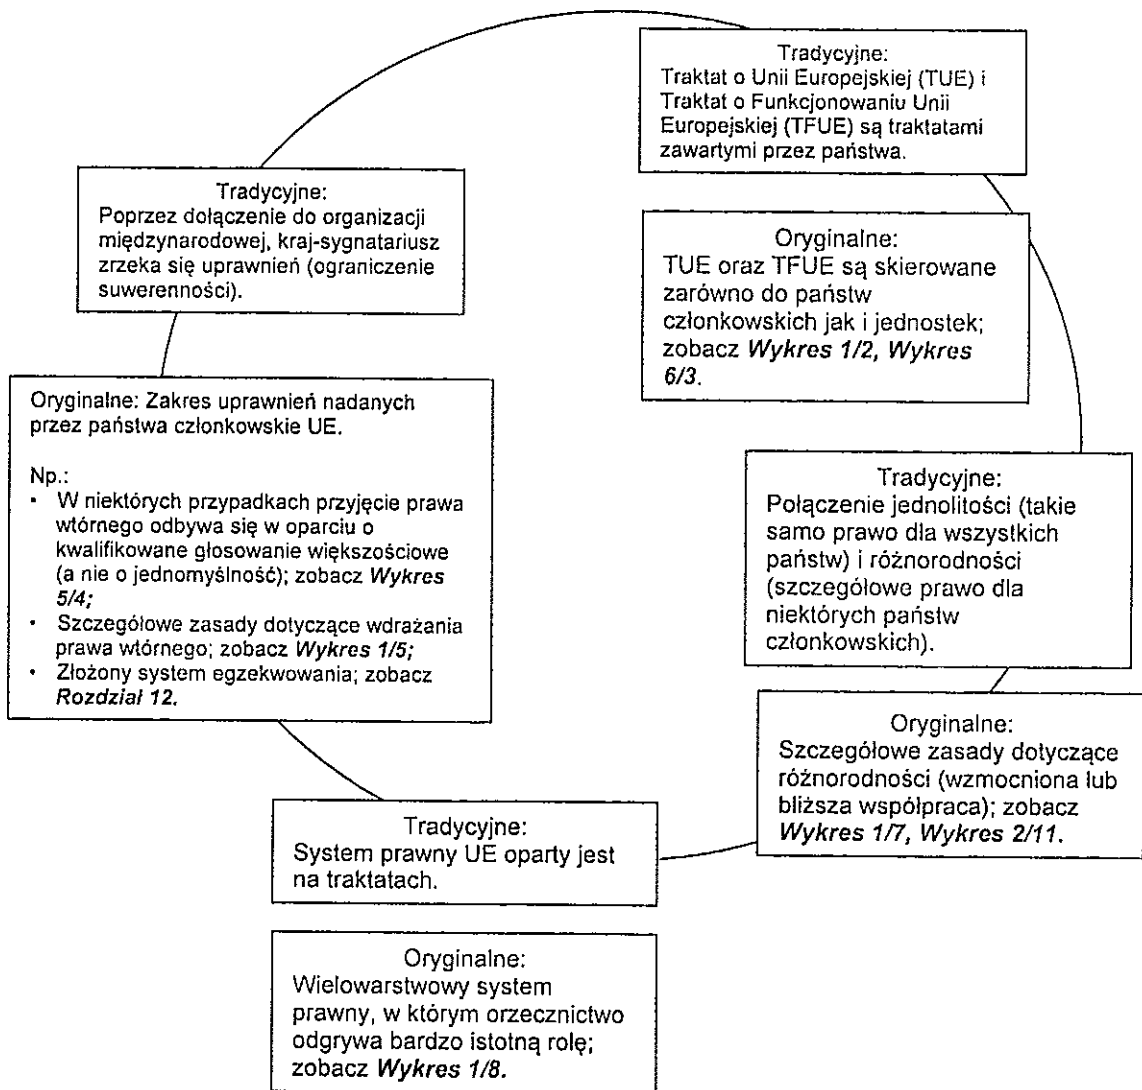 Tradycyjne:
Traktat o Unii Europejskiej (TUE) i
Traktat o Funkcjonowaniu Unii
Europejskiej (TFUE) są traktatami
zawartymi przez państwa.
Oryginalne:
TUE oraz TFUE są skierowane
zarówno do państw
członkowskich jak i jednostek;
zobacz Wykres 1/2, Wykres
6/3.
Tradycyjne:
Połączenie jednolitości (takie
samo prawo dla wszystkich
państw) i różnorodności
(szczegółowe prawo dla
niektórych państw
członkowskich).
Oryginalne:
Szczegółowe zasady dotyczące
różnorodności (wzmocniona lub
bliższa współpraca); zobacz
Wykres 1/7, Wykres 2/11.
Tradycyjne:
System prawny UE oparty jest
na traktatach.
Oryginalne:
Wielowarstwowy system
prawny, w którym orzecznictwo
odgrywa bardzo istotną rolę;
zobacz Wykres 1/8.
Tradycyjne:
Poprzez dołączenie do organizacji
międzynarodowej, kraj-sygnatariusz
zrzeka się uprawnień (ograniczenie
suwerenności).
Oryginalne: Zakres uprawnień nadanych
przez państwa członkowskie UE.
Np.:
• W niektórych przypadkach przyjęcie prawa
wtórnego odbywa się w oparciu o
kwalifikowane głosowanie większościowe
(a nie o jednomyślność); zobacz Wykres
5/4;
• Szczegółowe zasady dotyczące wdrażania
prawa wtórnego; zobacz Wykres 1/5;
• Złożony system egzekwowania; zobacz
Rozdział 12.